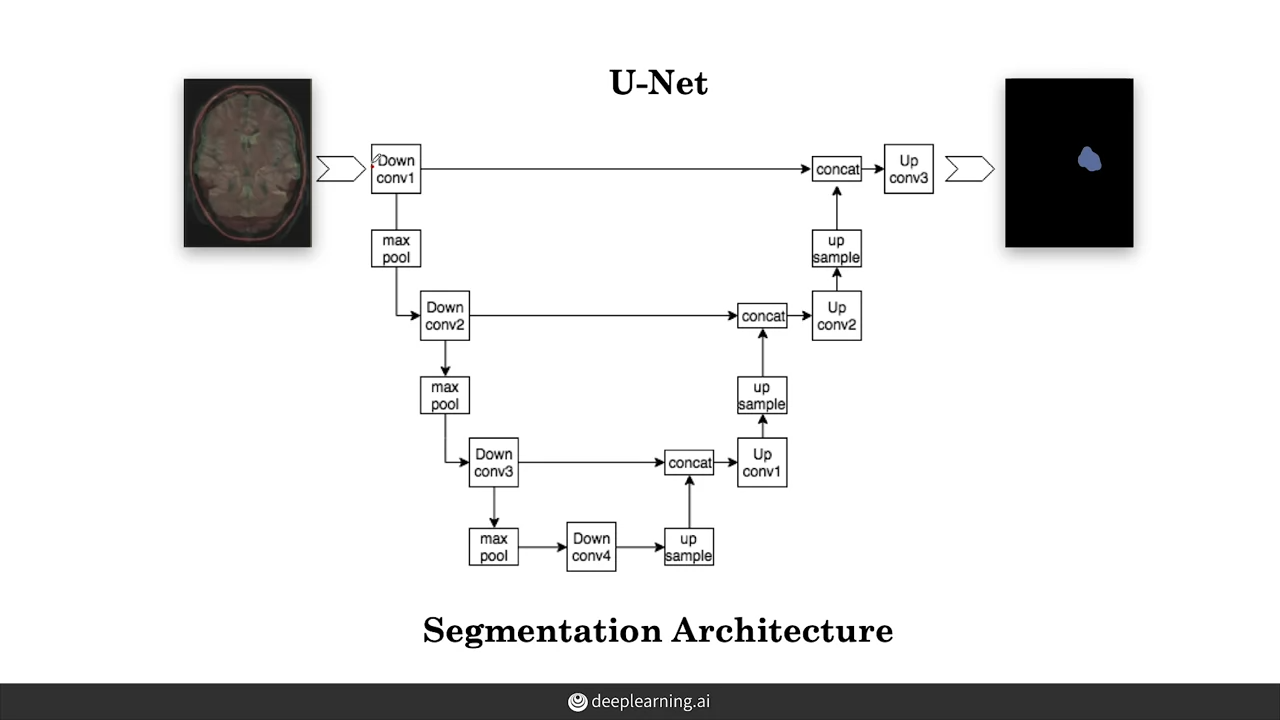 U-Net
Down
conv1
concat
Up
conv3
max
pool
up
sample
Down
conv2
concat
Up
conv2
max
pool
up
sample
Down
conv3
concat
Up
conv1
max
pool
Down
conv4
up
sample
Segmentation Architecture
deeplearning.ai